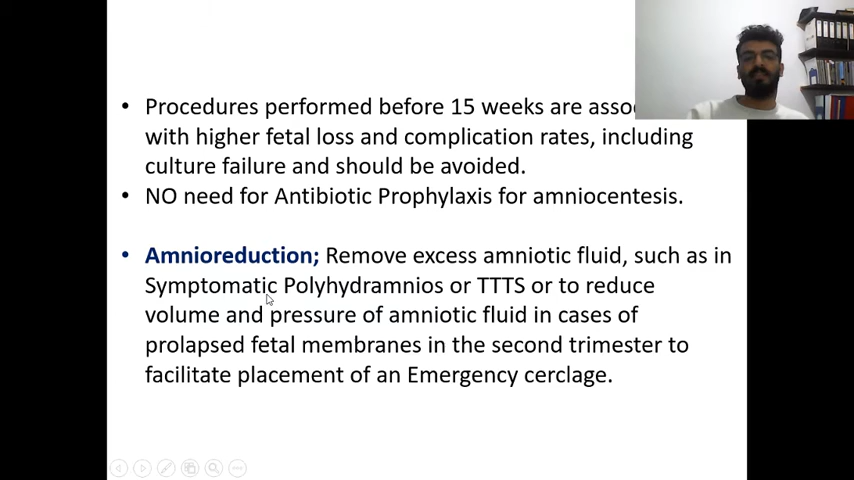 • Procedures performed before 15 weeks are
with higher fetal loss and complication rates, including
culture failure and should be avoided.
• NO need for Antibiotic Prophylaxis for amniocentesis.
• Amnioreduction; Remove excess amniotic fluid, such as in
Symptomatic Polyhydramnios or TTTS or to reduce
volume and pressure of amniotic fluid in cases of
prolapsed fetal membranes in the second trimester to
facilitate placement of an Emergency cerclage.